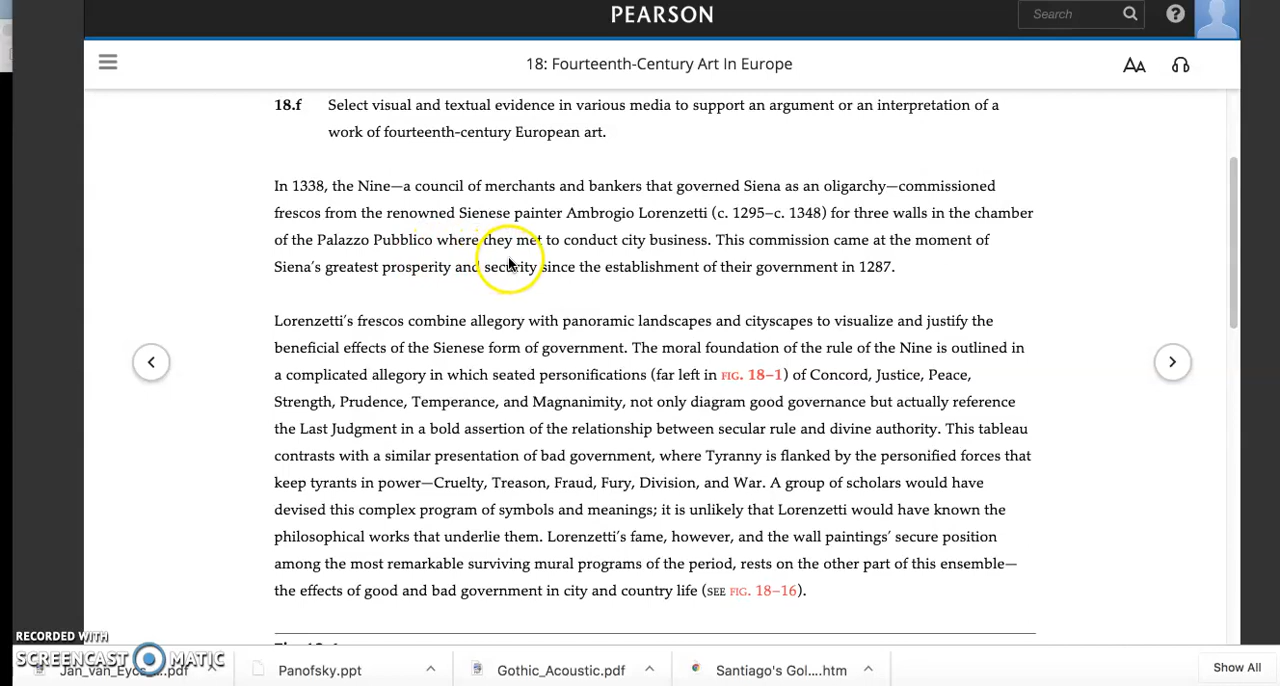 PEARSON
Search
?
18: Fourteenth-Century Art In Europe
AA
18.f Select visual and textual evidence in various media to support an argument or an interpretation of a
work of fourteenth-century European art.
In 1338, the Nine—a council of merchants and bankers that governed Siena as an oligarchy—commissioned
frescos from the renowned Sienese painter Ambrogio Lorenzetti (c. 1295–c. 1348) for three walls in the chamber
of the Palazzo Pubblico where they met to conduct city business. This commission came at the moment of
Siena's greatest prosperity and security since the establishment of their government in 1287.
Lorenzetti's frescos combine allegory with panoramic landscapes and cityscapes to visualize and justify the
beneficial effects of the Sienese form of government. The moral foundation of the rule of the Nine is outlined in
a complicated allegory in which seated personifications (far left in FIG. 18–1) of Concord, Justice, Peace,
Strength, Prudence, Temperance, and Magnanimity, not only diagram good governance but actually reference
the Last Judgment in a bold assertion of the relationship between secular rule and divine authority. This tableau
contrasts with a similar presentation of bad government, where Tyranny is flanked by the personified forces that
keep tyrants in power—Cruelty, Treason, Fraud, Fury, Division, and War. A group of scholars would have
devised this complex program of symbols and meanings; it is unlikely that Lorenzetti would have known the
philosophical works that underlie them. Lorenzetti's fame, however, and the wall paintings' secure position
among the most remarkable surviving mural programs of the period, rests on the other part of this ensemble—
the effects of good and bad government in city and country life (SEE FIG. 18–16).
RECORDED WITH
SCREENCAST MATIC
Panofsky.ppt
Gothic_Acoustic.pdf
Santiago's Gol....htm
Show All